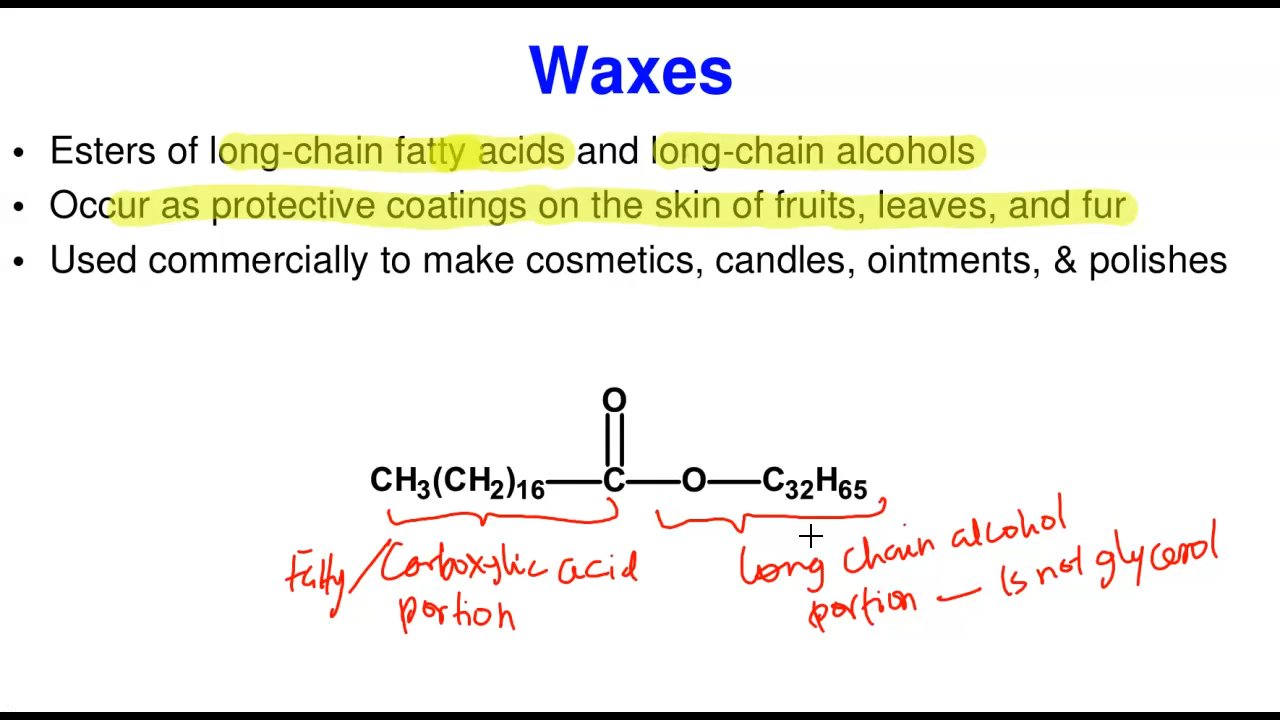 Waxes
• Esters of long-chain fatty acids and long-chain alcohols
• Occur as protective coatings on the skin of fruits, leaves, and fur
• Used commercially to make cosmetics, candles, ointments, & polishes
O
CH₃(CH₂)₁₆—C—O—C₃₂H₆₅
Fatty/Carboxylic acid portion
long chain alcohol
portion — is not glycerol